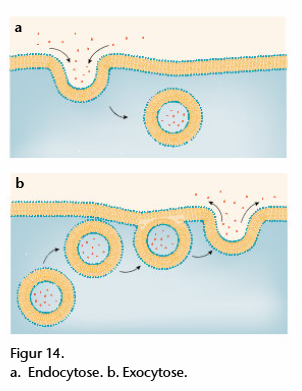 a
b
Figur 14.
a. Endocytose. b. Exocytose.